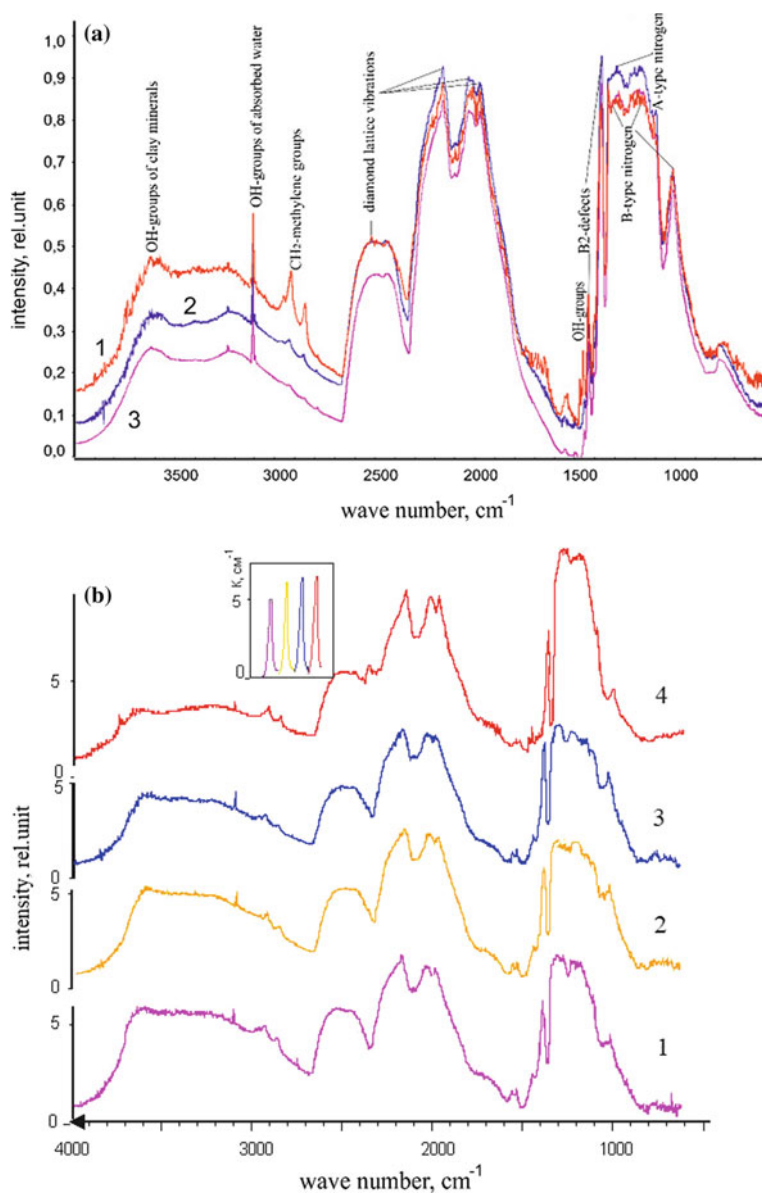 (a)
1,0
0,9
0,8
0,7
0,6
0,5
0,4
0,3
0,2
0,1
0,0
intensity, rel.unit
OH-groups of clay minerals
OH-groups of absorbed water
CH2-methylene groups
diamond lattice vibrations
OH-groups
B2-defects
B-type nitrogen
A-type nitrogen
1
2
3
3500
3000
2500
2000
1500
1000
wave number, cm-1
(b)
К, см-1
5
0
5
0
5
0
5
0
5
0
intensity, rel.unit
4
3
2
1
4000
3000
2000
1000
wave number, cm-1